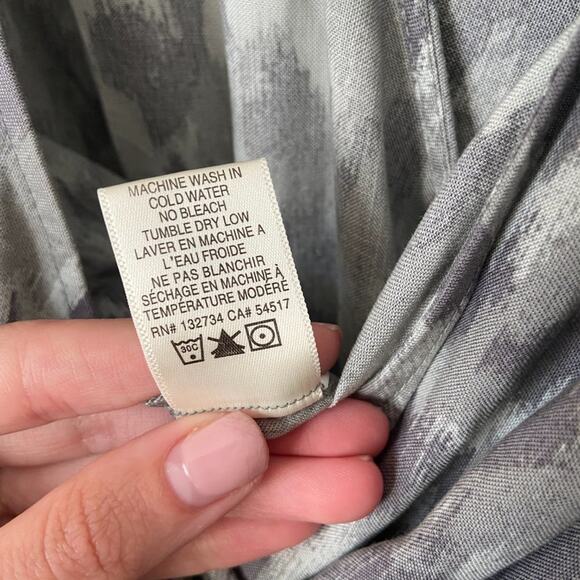 MACHINE WASH IN
COLD WATER
NO BLEACH
TUMBLE DRY LOW
LAVER EN MACHINE A
L'EAU FROIDE
NE PAS BLANCHIR
SÉCHAGE EN MACHINE À
TEMPÉRATURE MODÉRÉ
RN# 132734 CA# 54517
30C